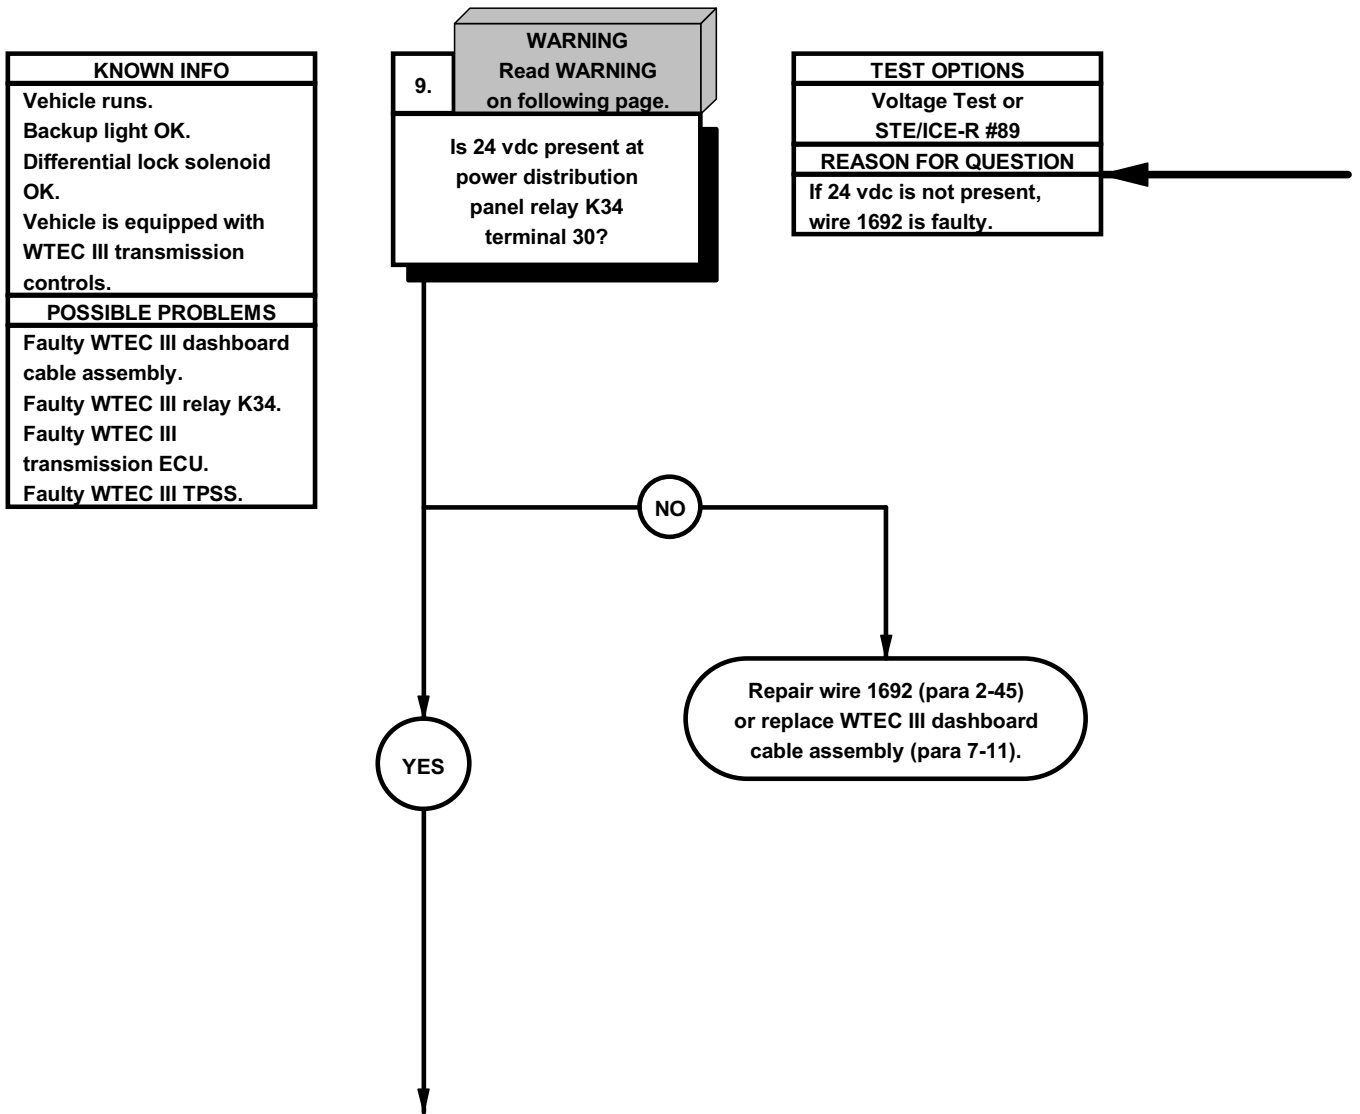 KNOWN INFO
Vehicle runs.
Backup light OK.
Differential lock solenoid
OK.
Vehicle is equipped with
WTEC III transmission
controls.
POSSIBLE PROBLEMS
Faulty WTEC III dashboard
cable assembly.
Faulty WTEC III relay K34.
Faulty WTEC III
transmission ECU.
Faulty WTEC III TPSS.
9.
WARNING
Read WARNING
on following page.
Is 24 vdc present at
power distribution
panel relay K34
terminal 30?
TEST OPTIONS
Voltage Test or
STE/ICE-R #89
REASON FOR QUESTION
If 24 vdc is not present,
wire 1692 is faulty.
NO
Repair wire 1692 (para 2-45)
or replace WTEC III dashboard
cable assembly (para 7-11).
YES